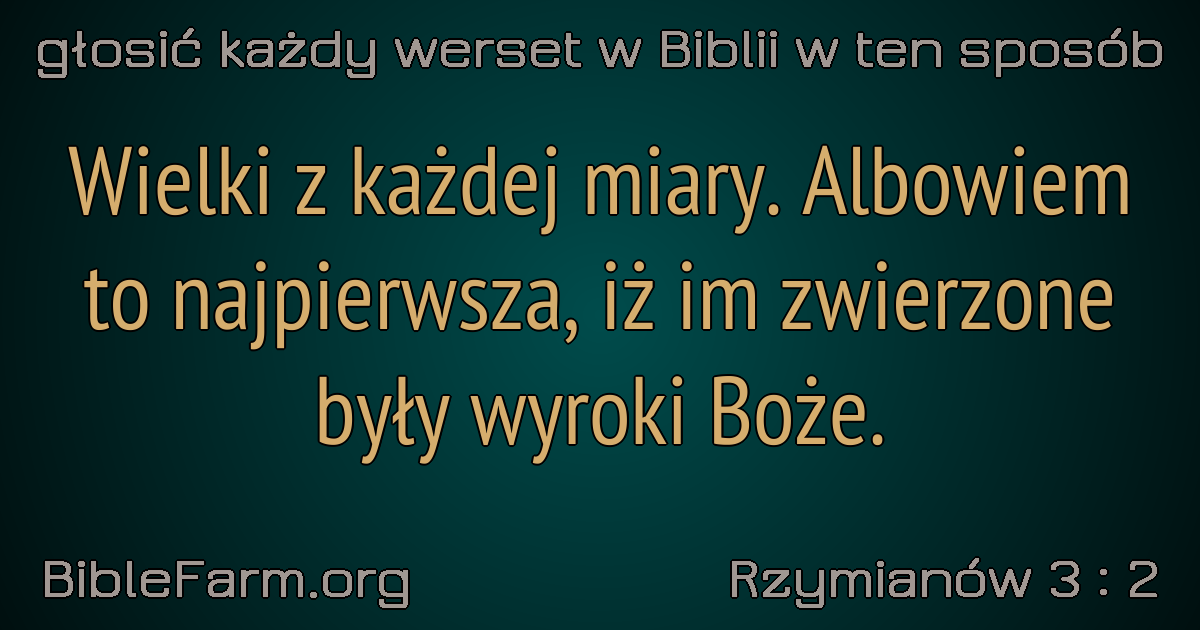 głosić każdy werset w Biblii w ten sposób
Wielki z każdej miary. Albowiem
to najpierwsza, iż im zwierzone
były wyroki Boże.
BibleFarm.org
Rzymianów 3 : 2